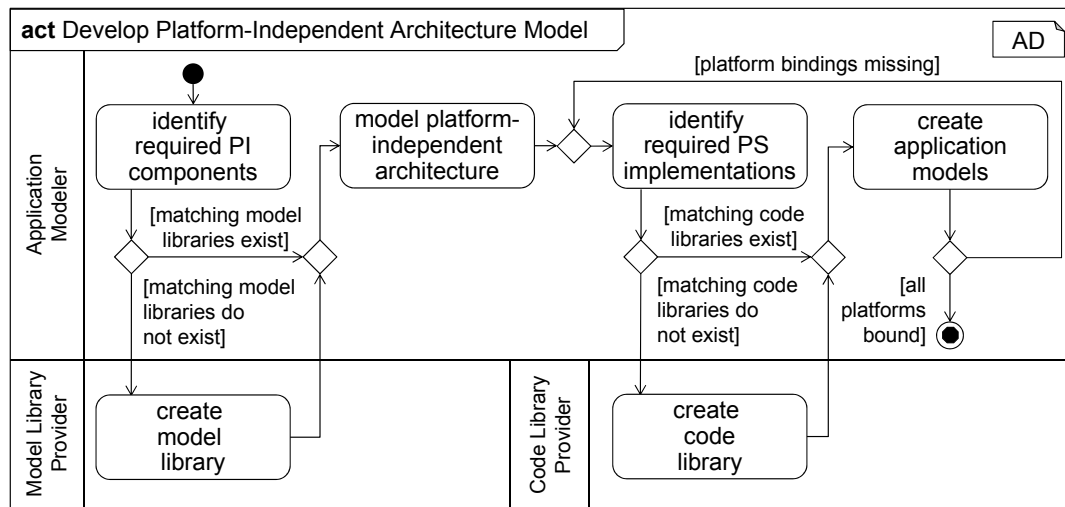 act Develop Platform-Independent Architecture Model
AD
[platform bindings missing]
Application
Modeler
identify
required PI
components
model platform-
independent
architecture
identify
required PS
implementations
create
application
models
[matching model
libraries exist]
[matching model
libraries do
not exist]
[matching code
libraries exist]
[matching code
libraries do
not exist]
[all
platforms
bound]
Model Library
Provider
create
model
library
Code Library
Provider
create
code
library